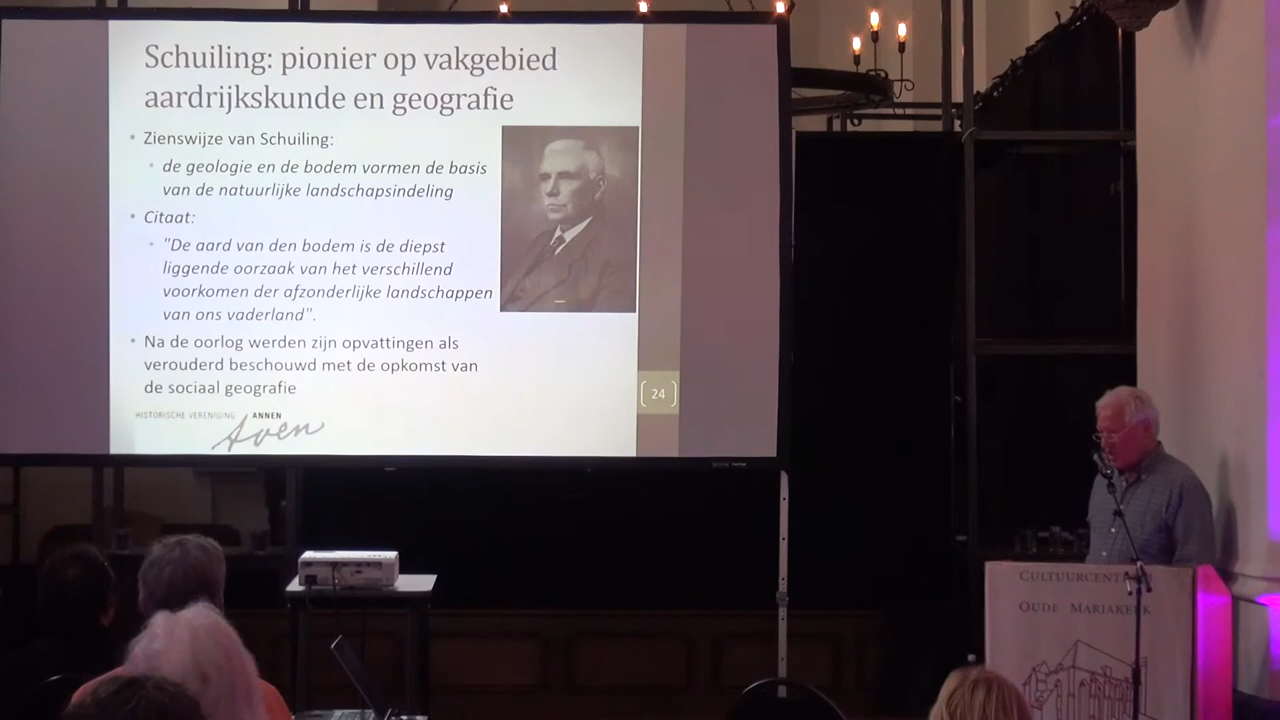 Schuiling: pionier op vakgebied
aardrijkskunde en geografie
• Zienswijze van Schuiling:
• de geologie en de bodem vormen de basis
van de natuurlijke landschapsindeling
• Citaat:
• "De aard van den bodem is de diepst
liggende oorzaak van het verschillend
voorkomen der afzonderlijke landschappen
van ons vaderland".
• Na de oorlog werden zijn opvattingen als
verouderd beschouwd met de opkomst van
de sociaal geografie
24
HISTORISCHE VERENIGING ANNEN
Aoen
OUDE MARIAKERK